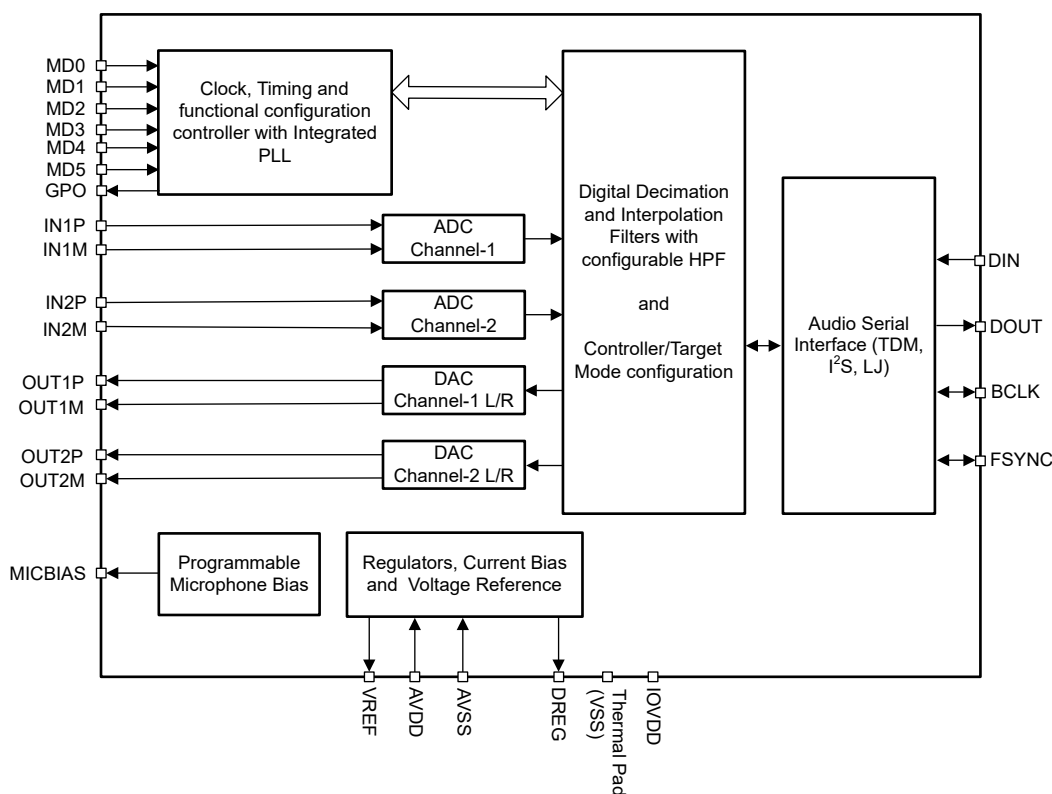 MD0
MD1
MD2
MD3
MD4
MD5
GPO
Clock, Timing and
functional configuration
controller with Integrated
PLL
IN1P
IN1M
ADC
Channel-1
IN2P
IN2M
ADC
Channel-2
OUT1P
OUT1M
DAC
Channel-1 L/R
OUT2P
OUT2M
DAC
Channel-2 L/R
Digital Decimation
and Interpolation
Filters with
configurable HPF
and
Controller/Target
Mode configuration
Audio Serial
Interface (TDM,
I²S, LJ)
DIN
DOUT
BCLK
FSYNC
MICBIAS
Programmable
Microphone Bias
Regulators, Current Bias
and Voltage Reference
VREF
AVDD
AVSS
DREG
Thermal Pad
(VSS)
IOVDD